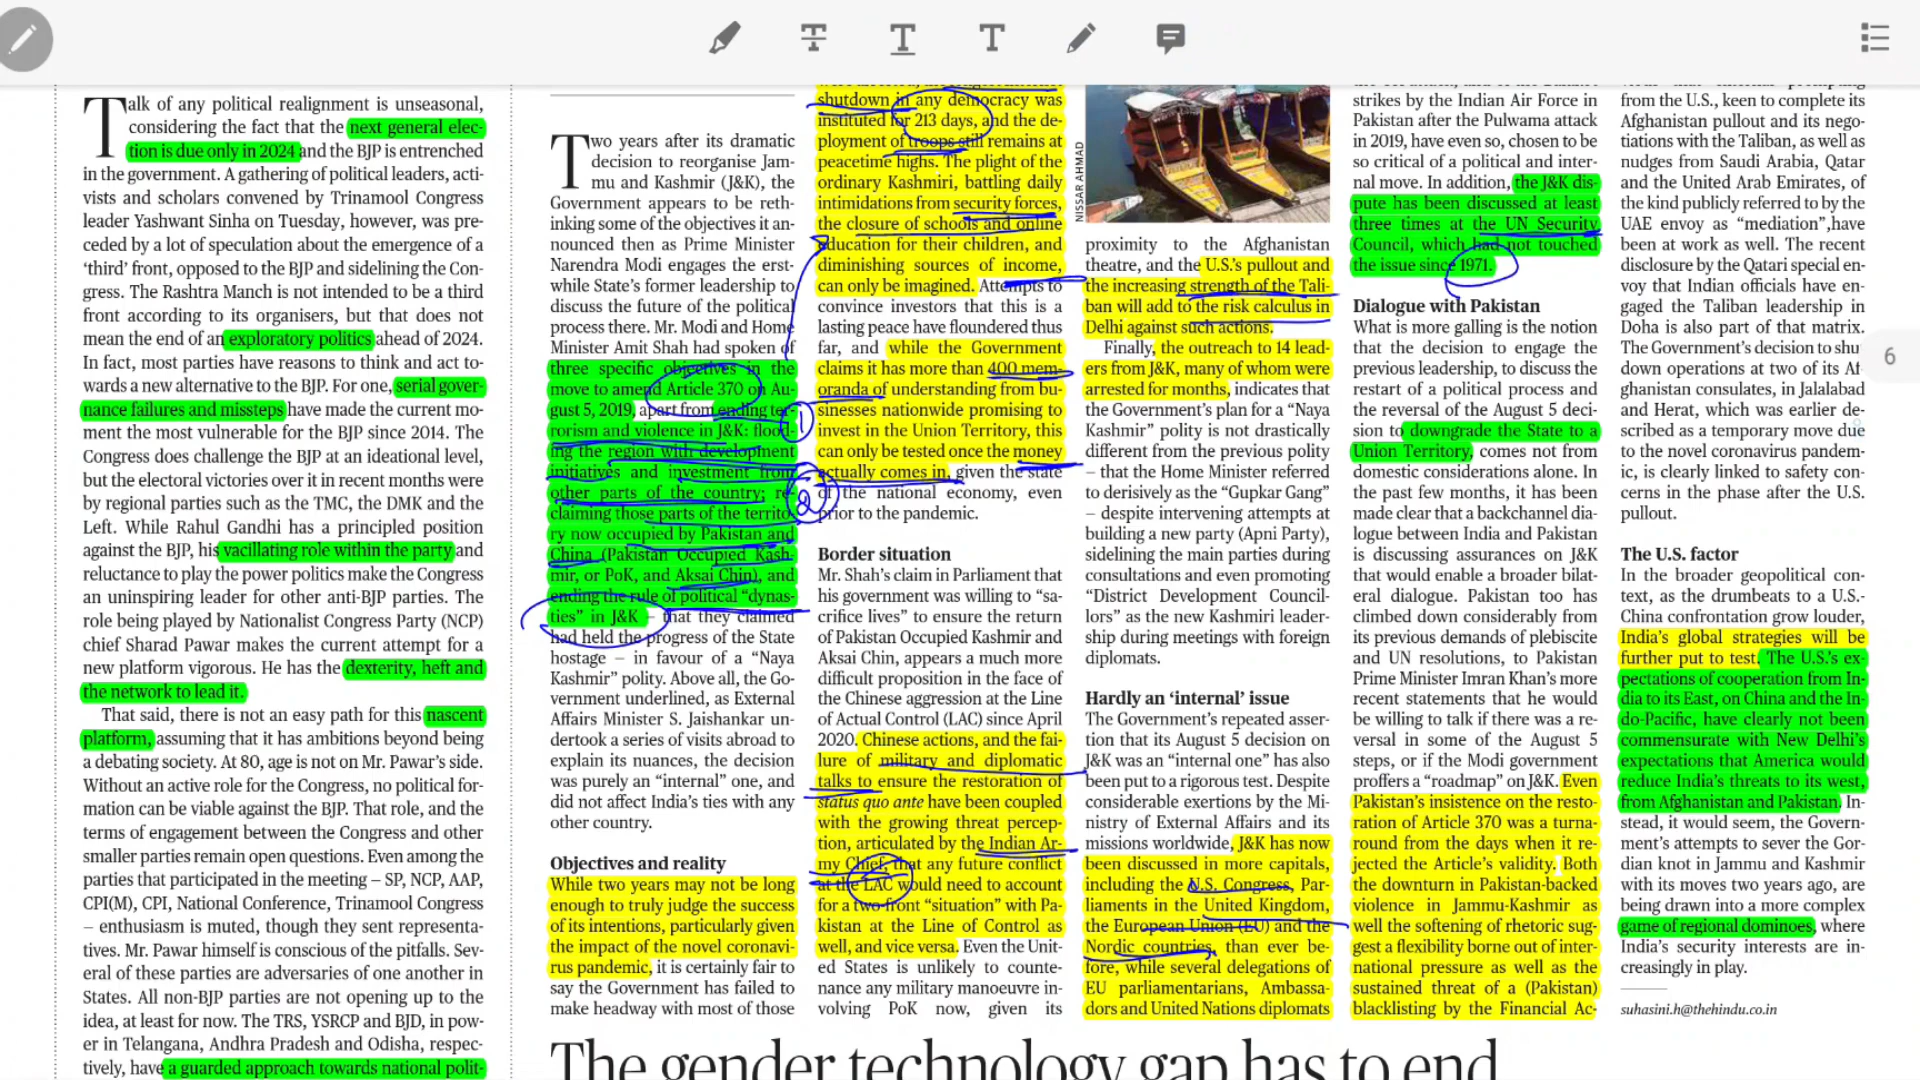 Talk of any political realignment is unseasonal,
considering the fact that the next general elec-
tion is due only in 2024 and the BJP is entrenched
in the government. A gathering of political leaders, acti-
vists and scholars convened by Trinamool Congress
leader Yashwant Sinha on Tuesday, however, was pre-
ceded by a lot of speculation about the emergence of a
‘third’ front, opposed to the BJP and sidelining the Con-
gress. The Rashtra Manch is not intended to be a third
front according to its organisers, but that does not
mean the end of an exploratory politics ahead of 2024.
In fact, most parties have reasons to think and act to-
wards a new alternative to the BJP. For one, serial gover-
nance failures and missteps have made the current mo-
ment the most vulnerable for the BJP since 2014. The
Congress does challenge the BJP at an ideational level,
but the electoral victories over it in recent months were
by regional parties such as the TMC, the DMK and the
Left. While Rahul Gandhi has a principled position
against the BJP, his vacillating role within the party and
reluctance to play the power politics make the Congress
an uninspiring leader for other anti-BJP parties. The
role being played by Nationalist Congress Party (NCP)
chief Sharad Pawar makes the current attempt for a
new platform vigorous. He has the dexterity, heft and
the network to lead it.
That said, there is not an easy path for this nascent
platform, assuming that it has ambitions beyond being
a debating society. At 80, age is not on Mr. Pawar’s side.
Without an active role for the Congress, no political for-
mation can be viable against the BJP. That role, and the
terms of engagement between the Congress and other
smaller parties remain open questions. Even among the
parties that participated in the meeting – SP, NCP, AAP,
CPI(M), CPI, National Conference, Trinamool Congress
– enthusiasm is muted, though they sent representa-
tives. Mr. Pawar himself is conscious of the pitfalls. Sev-
eral of these parties are adversaries of one another in
States. All non-BJP parties are not opening up to the
idea, at least for now. The TRS, YSRCP and BJD, in pow-
er in Telangana, Andhra Pradesh and Odisha, respec-
tively, have a guarded approach towards national polit-
Two years after its dramatic
decision to reorganise Jam-
mu and Kashmir (J&K), the
Government appears to be reth-
inking some of the objectives it an-
nounced then as Prime Minister
Narendra Modi engages the erst-
while State’s former leadership to
discuss the future of the political
process there. Mr. Modi and Home
Minister Amit Shah had spoken of
three specific objectives in the
move to amend Article 370 on Au-
gust 5, 2019, apart from ending ter-
rorism and violence in J&K: flood-
ing the region with development
initiatives and investment from
other parts of the country; re-
claiming those parts of the territo-
ry now occupied by Pakistan and
China (Pakistan Occupied Kash-
mir, or PoK, and Aksai Chin), and
ending the rule of political “dynas-
ties” in J&K – that they claimed
had held the progress of the State
hostage – in favour of a “Naya
Kashmir” polity. Above all, the Go-
vernment underlined, as External
Affairs Minister S. Jaishankar un-
dertook a series of visits abroad to
explain its nuances, the decision
was purely an “internal” one, and
did not affect India’s ties with any
other country.
Objectives and reality
While two years may not be long
enough to truly judge the success
of its intentions, particularly given
the impact of the novel coronavi-
rus pandemic, it is certainly fair to
say the Government has failed to
make headway with most of those
1
2
shutdown in any democracy was
instituted for 213 days, and the de-
ployment of troops still remains at
peacetime highs. The plight of the
ordinary Kashmiri, battling daily
intimidations from security forces,
the closure of schools and online
education for their children, and
diminishing sources of income,
can only be imagined. Attempts to
convince investors that this is a
lasting peace have floundered thus
far, and while the Government
claims it has more than 400 mem-
oranda of understanding from bu-
sinesses nationwide promising to
invest in the Union Territory, this
can only be tested once the money
actually comes in, given the state
of the national economy, even
prior to the pandemic.
Border situation
Mr. Shah’s claim in Parliament that
his government was willing to “sa-
crifice lives” to ensure the return
of Pakistan Occupied Kashmir and
Aksai Chin, appears a much more
difficult proposition in the face of
the Chinese aggression at the Line
of Actual Control (LAC) since April
2020. Chinese actions, and the fai-
lure of military and diplomatic
talks to ensure the restoration of
status quo ante have been coupled
with the growing threat percep-
tion, articulated by the Indian Ar-
my Chief, that any future conflict
at the LAC would need to account
for a two-front “situation” with Pa-
kistan at the Line of Control as
well, and vice versa. Even the Unit-
ed States is unlikely to counte-
nance any military manoeuvre in-
volving PoK now, given its
NISSAR AHMAD
proximity to the Afghanistan
theatre, and the U.S.’s pullout and
the increasing strength of the Tali-
ban will add to the risk calculus in
Delhi against such actions.
Finally, the outreach to 14 lead-
ers from J&K, many of whom were
arrested for months, indicates that
the Government’s plan for a “Naya
Kashmir” polity is not drastically
different from the previous polity
– that the Home Minister referred
to derisively as the “Gupkar Gang”
– despite intervening attempts at
building a new party (Apni Party),
sidelining the main parties during
consultations and even promoting
“District Development Council-
lors” as the new Kashmiri leader-
ship during meetings with foreign
diplomats.
Hardly an ‘internal’ issue
The Government’s repeated asser-
tion that its August 5 decision on
J&K was an “internal one” has also
been put to a rigorous test. Despite
considerable exertions by the Mi-
nistry of External Affairs and its
missions worldwide, J&K has now
been discussed in more capitals,
including the U.S. Congress, Par-
liaments in the United Kingdom,
the European Union (EU) and the
Nordic countries, than ever be-
fore, while several delegations of
EU parliamentarians, Ambassa-
dors and United Nations diplomats
strikes by the Indian Air Force in
Pakistan after the Pulwama attack
in 2019, have even so, chosen to be
so critical of a political and inter-
nal move. In addition, the J&K dis-
pute has been discussed at least
three times at the UN Security
Council, which had not touched
the issue since 1971.
Dialogue with Pakistan
What is more galling is the notion
that the decision to engage the
previous leadership, to discuss the
restart of a political process and
the reversal of the August 5 deci-
sion to downgrade the State to a
Union Territory, comes not from
domestic considerations alone. In
the past few months, it has been
made clear that a backchannel dia-
logue between India and Pakistan
is discussing assurances on J&K
that would enable a broader bilat-
eral dialogue. Pakistan too has
climbed down considerably from
its previous demands of plebiscite
and UN resolutions, to Pakistan
Prime Minister Imran Khan’s more
recent statements that he would
be willing to talk if there was a re-
versal in some of the August 5
steps, or if the Modi government
proffers a “roadmap” on J&K. Even
Pakistan’s insistence on the resto-
ration of Article 370 was a turna-
round from the days when it re-
jected the Article’s validity. Both
the downturn in Pakistan-backed
violence in Jammu-Kashmir as
well the softening of rhetoric sug-
gest a flexibility borne out of inter-
national pressure as well as the
sustained threat of a (Pakistan)
blacklisting by the Financial Ac-
from the U.S., keen to complete its
Afghanistan pullout and its nego-
tiations with the Taliban, as well as
nudges from Saudi Arabia, Qatar
and the United Arab Emirates, of
the kind publicly referred to by the
UAE envoy as “mediation”,have
been at work as well. The recent
disclosure by the Qatari special en-
voy that Indian officials have en-
gaged the Taliban leadership in
Doha is also part of that matrix.
The Government’s decision to shut
down operations at two of its Af-
ghanistan consulates, in Jalalabad
and Herat, which was earlier de-
scribed as a temporary move due
to the novel coronavirus pandem-
ic, is clearly linked to safety con-
cerns in the phase after the U.S.
pullout.
The U.S. factor
In the broader geopolitical con-
text, as the drumbeats to a U.S.-
China confrontation grow louder,
India’s global strategies will be
further put to test. The U.S.’s ex-
pectations of cooperation from In-
dia to its East, on China and the In-
do-Pacific, have clearly not been
commensurate with New Delhi’s
expectations that America would
reduce India’s threats to its west,
from Afghanistan and Pakistan. In-
stead, it would seem, the Govern-
ment’s attempts to sever the Gor-
dian knot in Jammu and Kashmir
with its moves two years ago, are
being drawn into a more complex
game of regional dominoes, where
India’s security interests are in-
creasingly in play.
suhasini.h@thehindu.co.in
6
The gender technology gap has to end